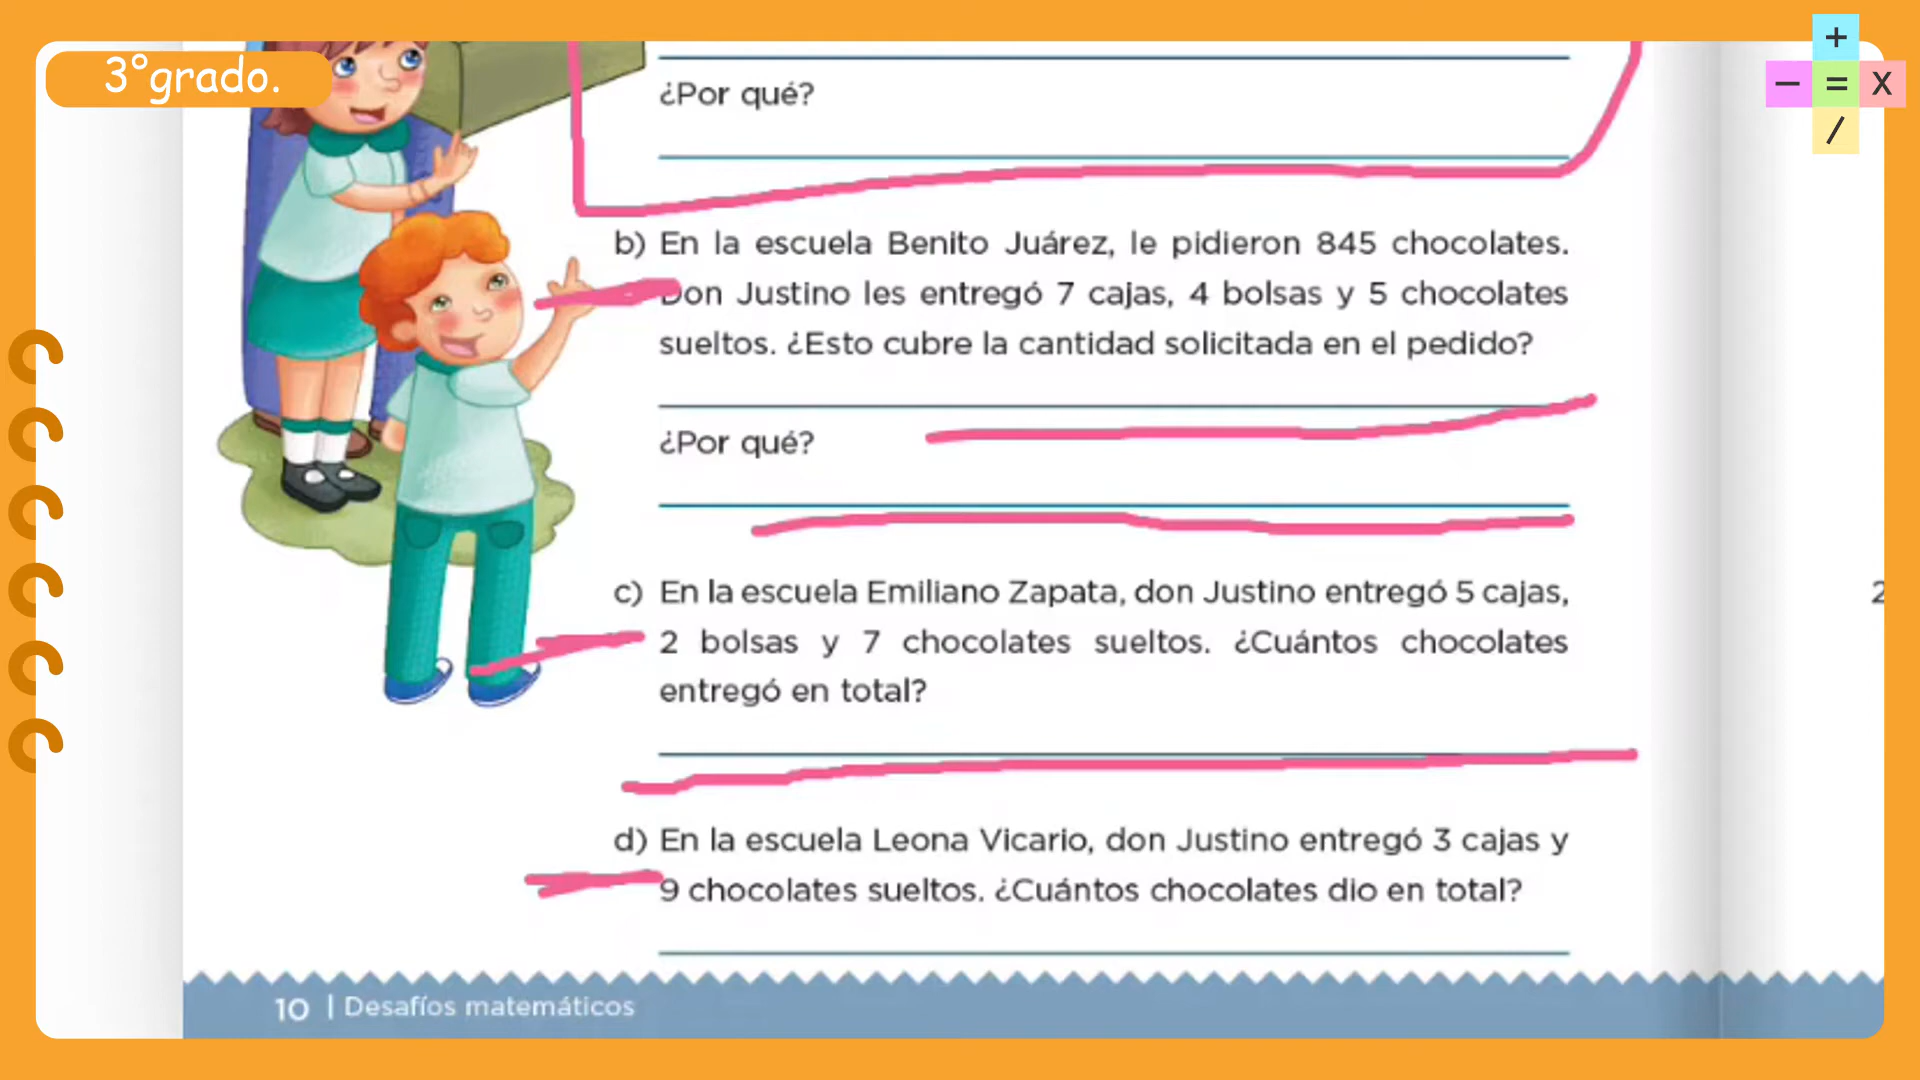 3°grado.
+
− = X
/
¿Por qué?
b) En la escuela Benito Juárez, le pidieron 845 chocolates.
Don Justino les entregó 7 cajas, 4 bolsas y 5 chocolates
sueltos. ¿Esto cubre la cantidad solicitada en el pedido?
¿Por qué?
c) En la escuela Emiliano Zapata, don Justino entregó 5 cajas,
2 bolsas y 7 chocolates sueltos. ¿Cuántos chocolates
entregó en total?
2
d) En la escuela Leona Vicario, don Justino entregó 3 cajas y
9 chocolates sueltos. ¿Cuántos chocolates dio en total?
10 | Desafíos matemáticos